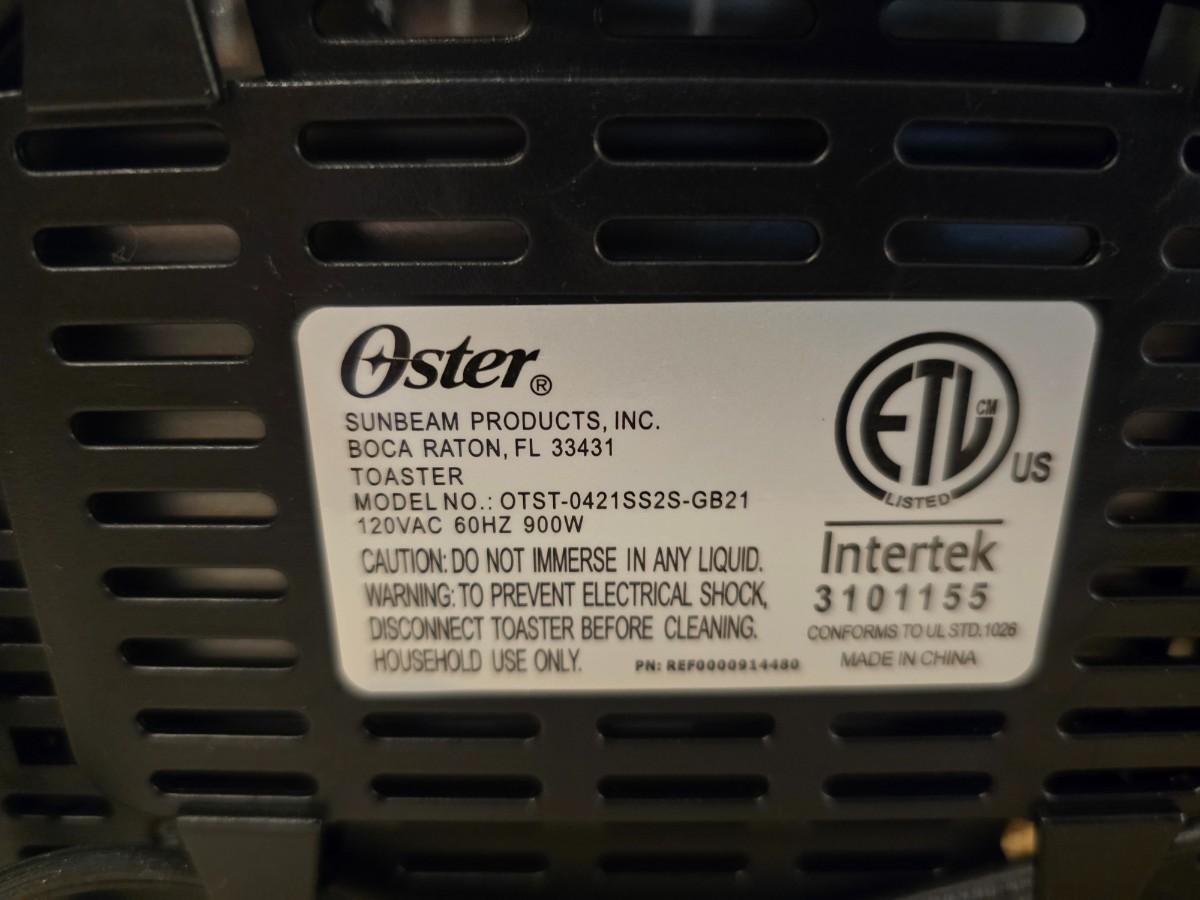 Oster®
SUNBEAM PRODUCTS, INC.
BOCA RATON, FL 33431
TOASTER
MODEL NO.: OTST-0421SS2S-GB21
120VAC 60HZ 900W
CAUTION: DO NOT IMMERSE IN ANY LIQUID.
WARNING: TO PREVENT ELECTRICAL SHOCK,
DISCONNECT TOASTER BEFORE CLEANING.
HOUSEHOLD USE ONLY.
PN: REF0000914480
ETL CM
LISTED
US
Intertek
3101155
CONFORMS TO UL STD.1026
MADE IN CHINA